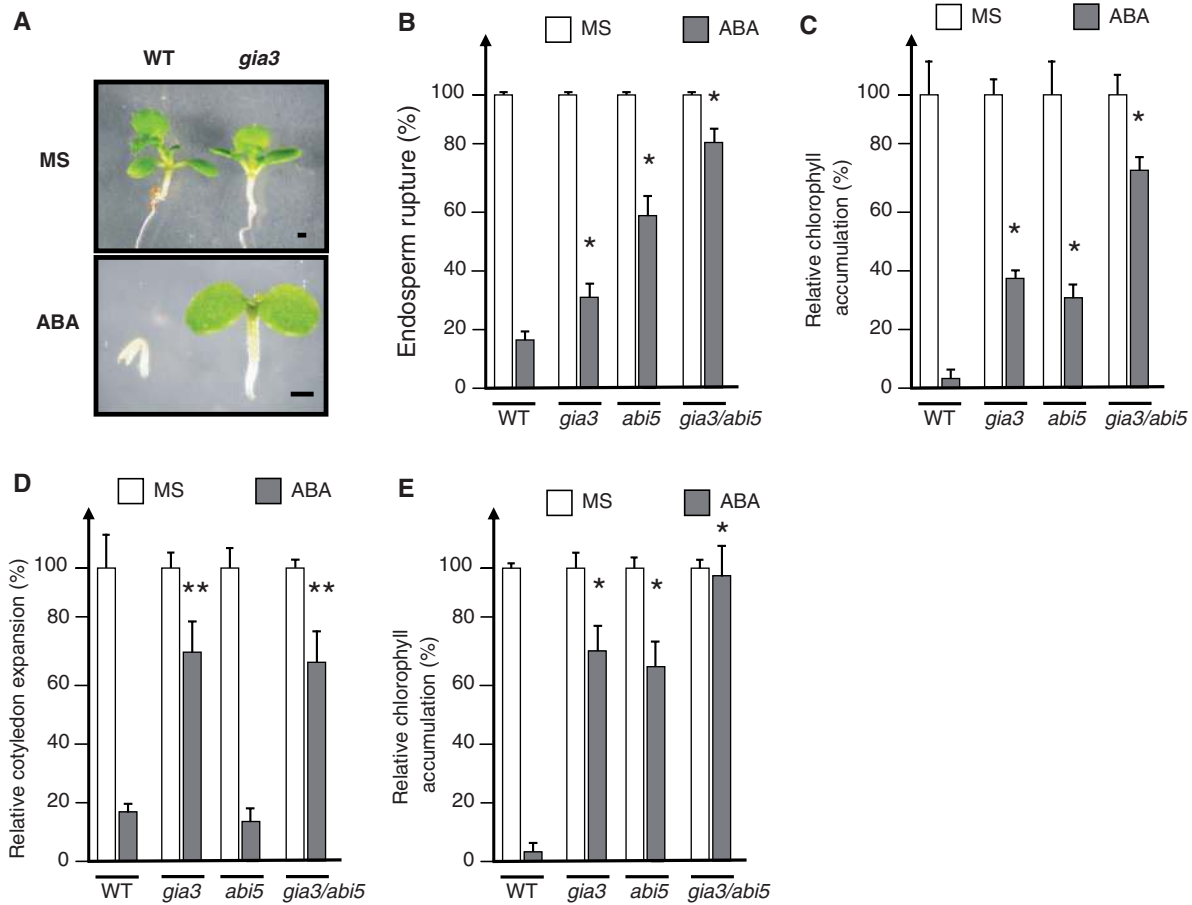 A
WT gia3
MS
ABA
B
MS ABA
Endosperm rupture (%)
100
80
60
40
20
0
WT gia3 abi5 gia3/abi5
* * *
C
MS ABA
Relative chlorophyll
accumulation (%)
100
80
60
40
20
0
WT gia3 abi5 gia3/abi5
* * *
D
MS ABA
Relative cotyledon expansion (%)
100
80
60
40
20
0
WT gia3 abi5 gia3/abi5
** **
E
MS ABA
Relative chlorophyll
accumulation (%)
100
80
60
40
20
0
WT gia3 abi5 gia3/abi5
* * *